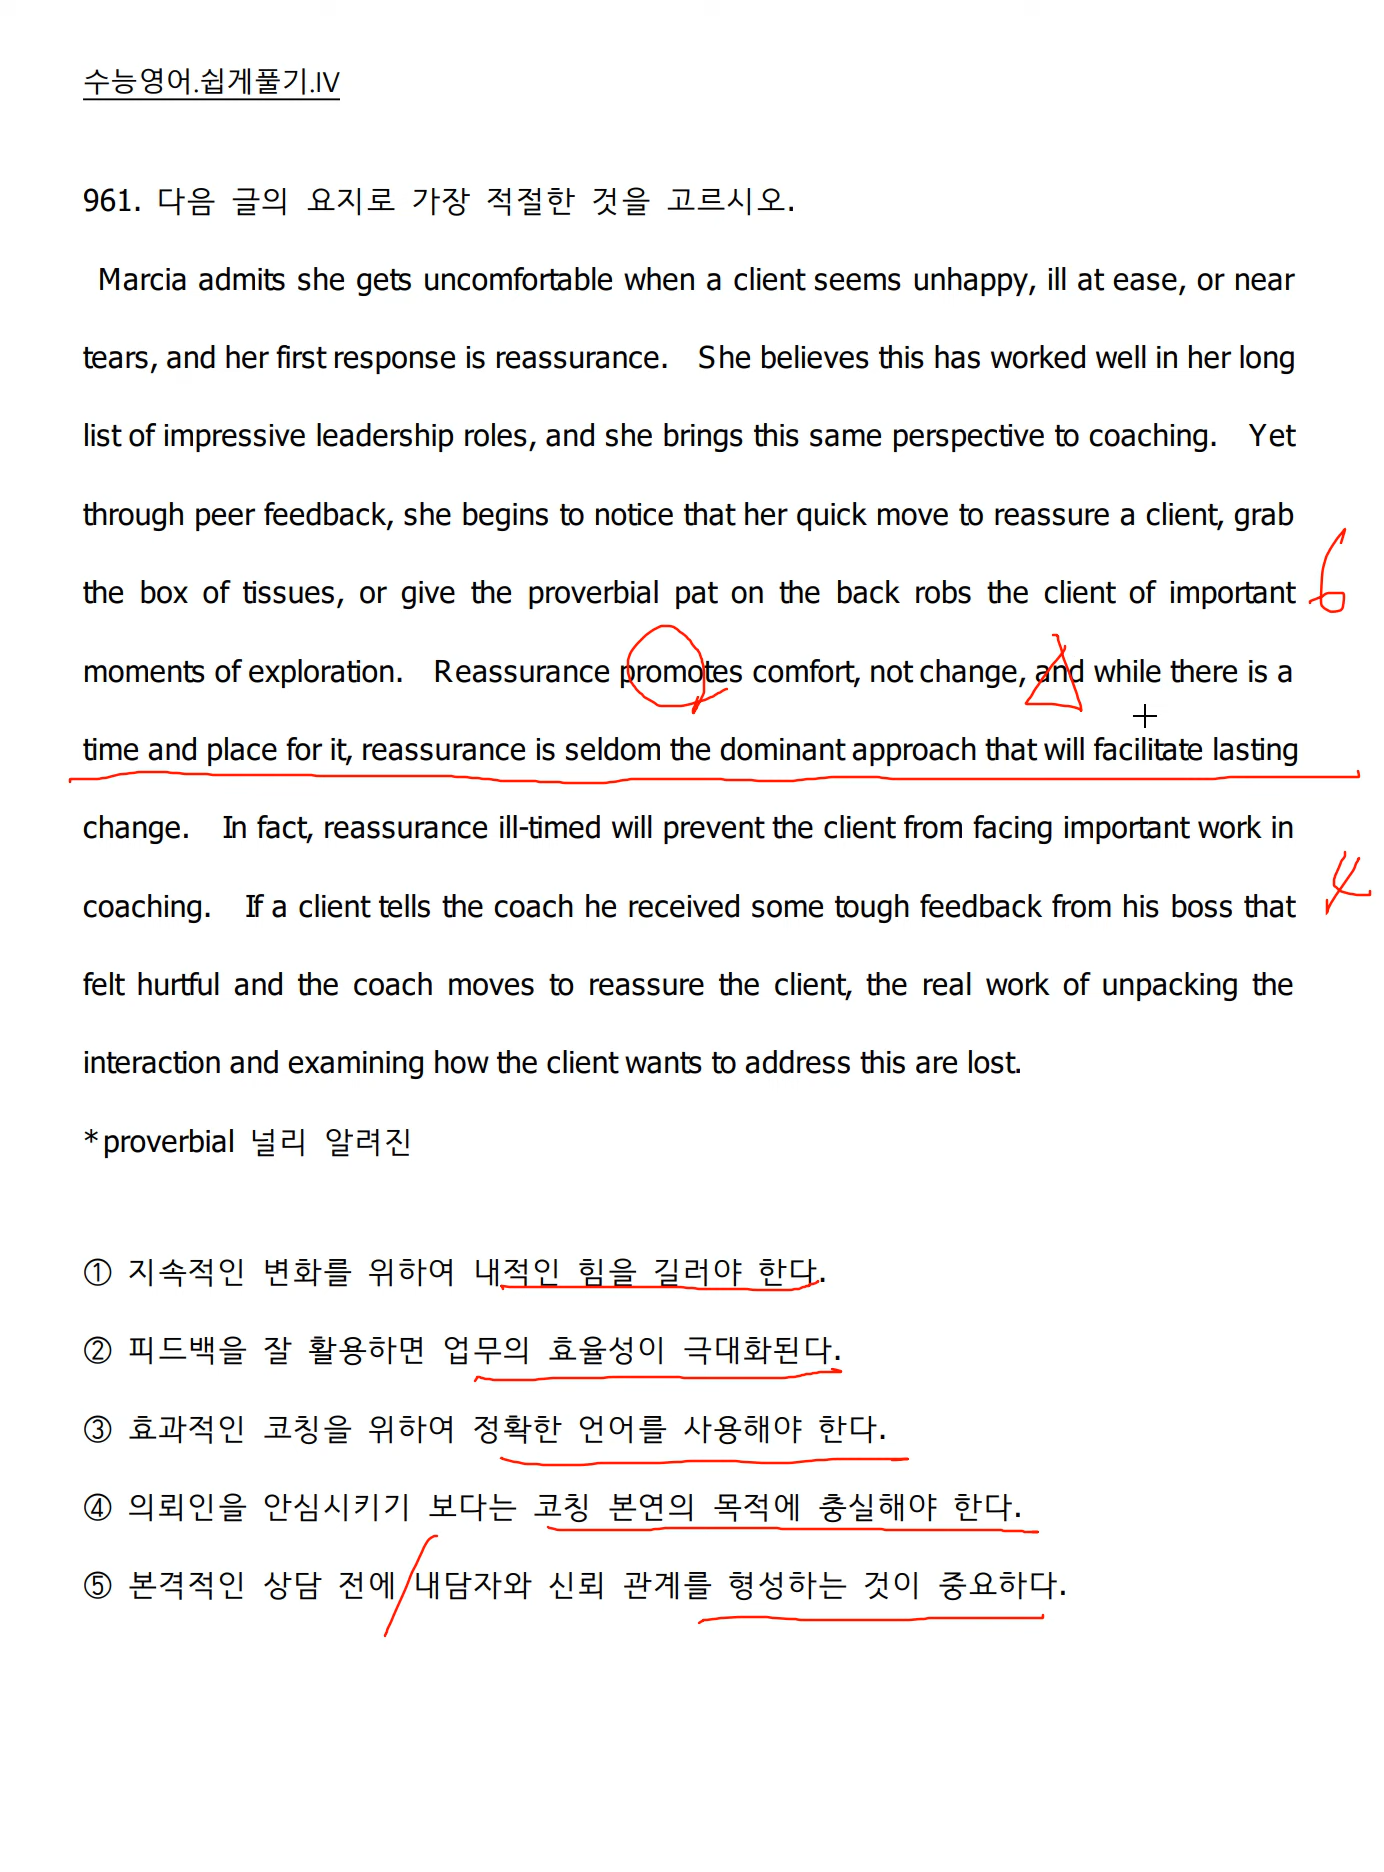 수능영어.쉽게풀기.IV
961. 다음 글의 요지로 가장 적절한 것을 고르시오.
Marcia admits she gets uncomfortable when a client seems unhappy, ill at ease, or near
tears, and her first response is reassurance. She believes this has worked well in her long
list of impressive leadership roles, and she brings this same perspective to coaching. Yet
through peer feedback, she begins to notice that her quick move to reassure a client, grab
the box of tissues, or give the proverbial pat on the back robs the client of important
6
moments of exploration. Reassurance promotes comfort, not change, and while there is a
time and place for it, reassurance is seldom the dominant approach that will facilitate lasting
change. In fact, reassurance ill-timed will prevent the client from facing important work in
coaching. If a client tells the coach he received some tough feedback from his boss that
felt hurtful and the coach moves to reassure the client, the real work of unpacking the
interaction and examining how the client wants to address this are lost.
*proverbial 널리 알려진
① 지속적인 변화를 위하여 내적인 힘을 길러야 한다.
② 피드백을 잘 활용하면 업무의 효율성이 극대화된다.
③ 효과적인 코칭을 위하여 정확한 언어를 사용해야 한다.
④ 의뢰인을 안심시키기 보다는 코칭 본연의 목적에 충실해야 한다.
⑤ 본격적인 상담 전에 내담자와 신뢰 관계를 형성하는 것이 중요하다.